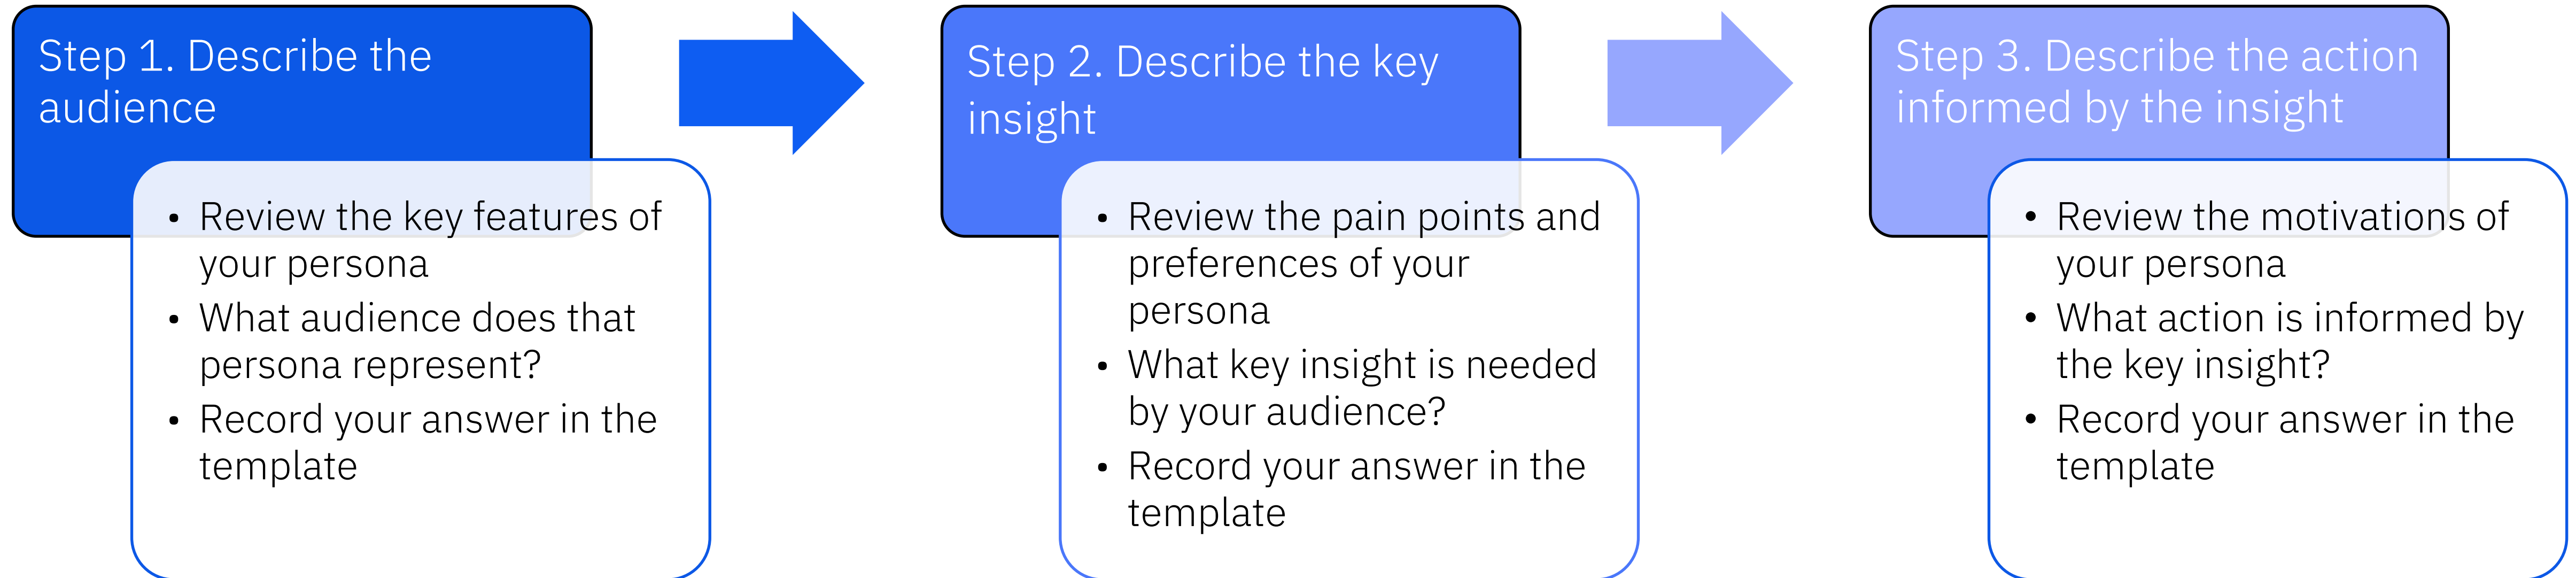 Step 1. Describe the
audience
• Review the key features of
your persona
• What audience does that
persona represent?
• Record your answer in the
template
Step 2. Describe the key
insight
• Review the pain points and
preferences of your
persona
• What key insight is needed
by your audience?
• Record your answer in the
template
Step 3. Describe the action
informed by the insight
• Review the motivations of
your persona
• What action is informed by
the key insight?
• Record your answer in the
template